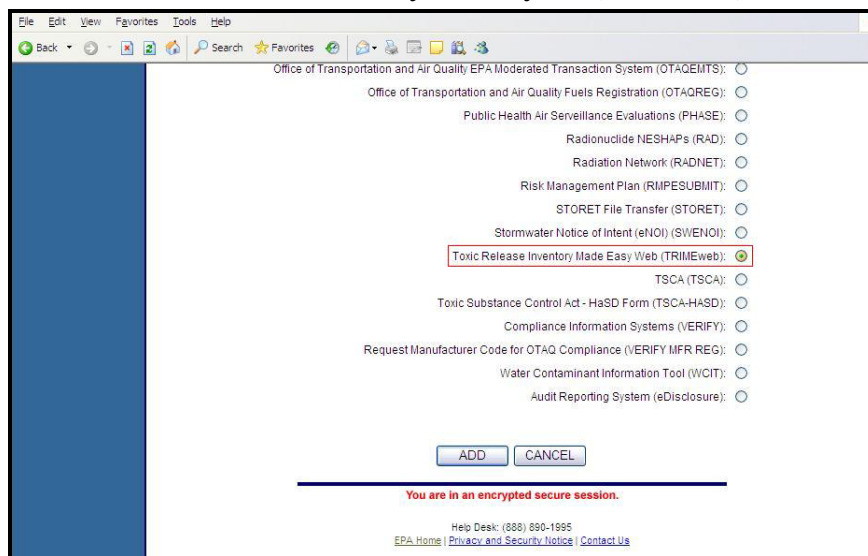 File Edit View Favorites Tools Help
Back Search Favorites
Office of Transportation and Air Quality EPA Moderated Transaction System (OTAQEMTS):
Office of Transportation and Air Quality Fuels Registration (OTAQREG):
Public Health Air Serveillance Evaluations (PHASE):
Radionuclide NESHAPs (RAD):
Radiation Network (RADNET):
Risk Management Plan (RMPESUBMIT):
STORET File Transfer (STORET):
Stormwater Notice of Intent (eNOI) (SWENOI):
Toxic Release Inventory Made Easy Web (TRIMEweb):
TSCA (TSCA):
Toxic Substance Control Act - HaSD Form (TSCA-HASD):
Compliance Information Systems (VERIFY):
Request Manufacturer Code for OTAQ Compliance (VERIFY MFR REG):
Water Contaminant Information Tool (WCIT):
Audit Reporting System (eDisclosure):
ADD CANCEL
You are in an encrypted secure session.
Help Desk: (888) 890-1995
EPA Home | Privacy and Security Notice | Contact Us